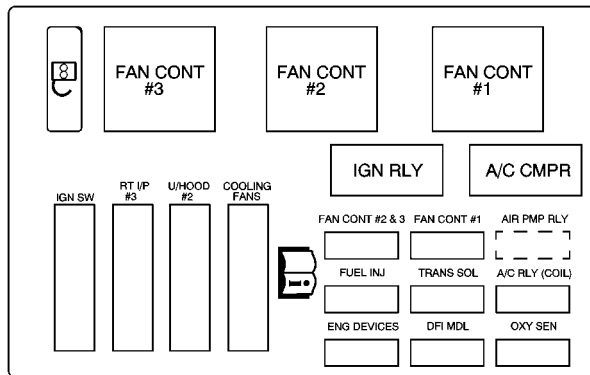 8
FAN CONT
#3
FAN CONT
#2
FAN CONT
#1
IGN RLY
A/C CMPR
IGN SW
RT I/P
#3
U/HOOD
#2
COOLING
FANS
FAN CONT #2 & 3
FAN CONT #1
AIR PMP RLY
FUEL INJ
TRANS SOL
A/C RLY (COIL)
ENG DEVICES
DFI MDL
OXY SEN